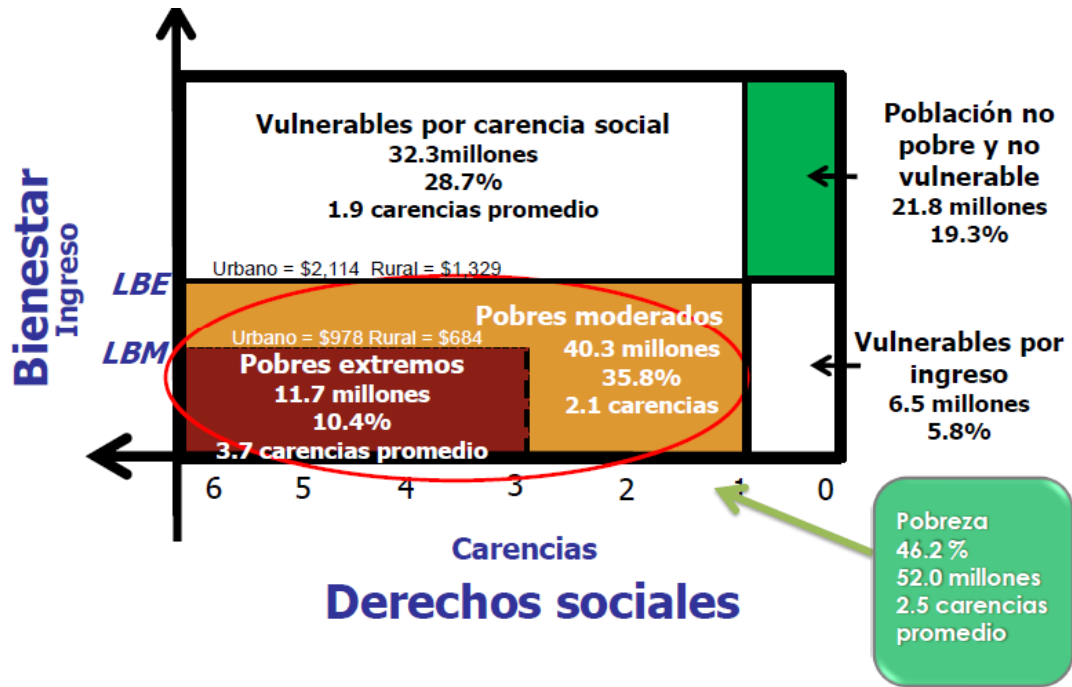 Bienestar
Ingreso
Vulnerables por carencia social
32.3millones
28.7%
1.9 carencias promedio
Población no
pobre y no
vulnerable
21.8 millones
19.3%
Urbano = $2,114 Rural = $1,329
LBE
Pobres moderados
40.3 millones
35.8%
2.1 carencias
Urbano = $978 Rural = $684
LBM
Pobres extremos
11.7 millones
10.4%
3.7 carencias promedio
Vulnerables por
ingreso
6.5 millones
5.8%
6 5 4 3 2 1 0
Carencias
Derechos sociales
Pobreza
46.2 %
52.0 millones
2.5 carencias
promedio